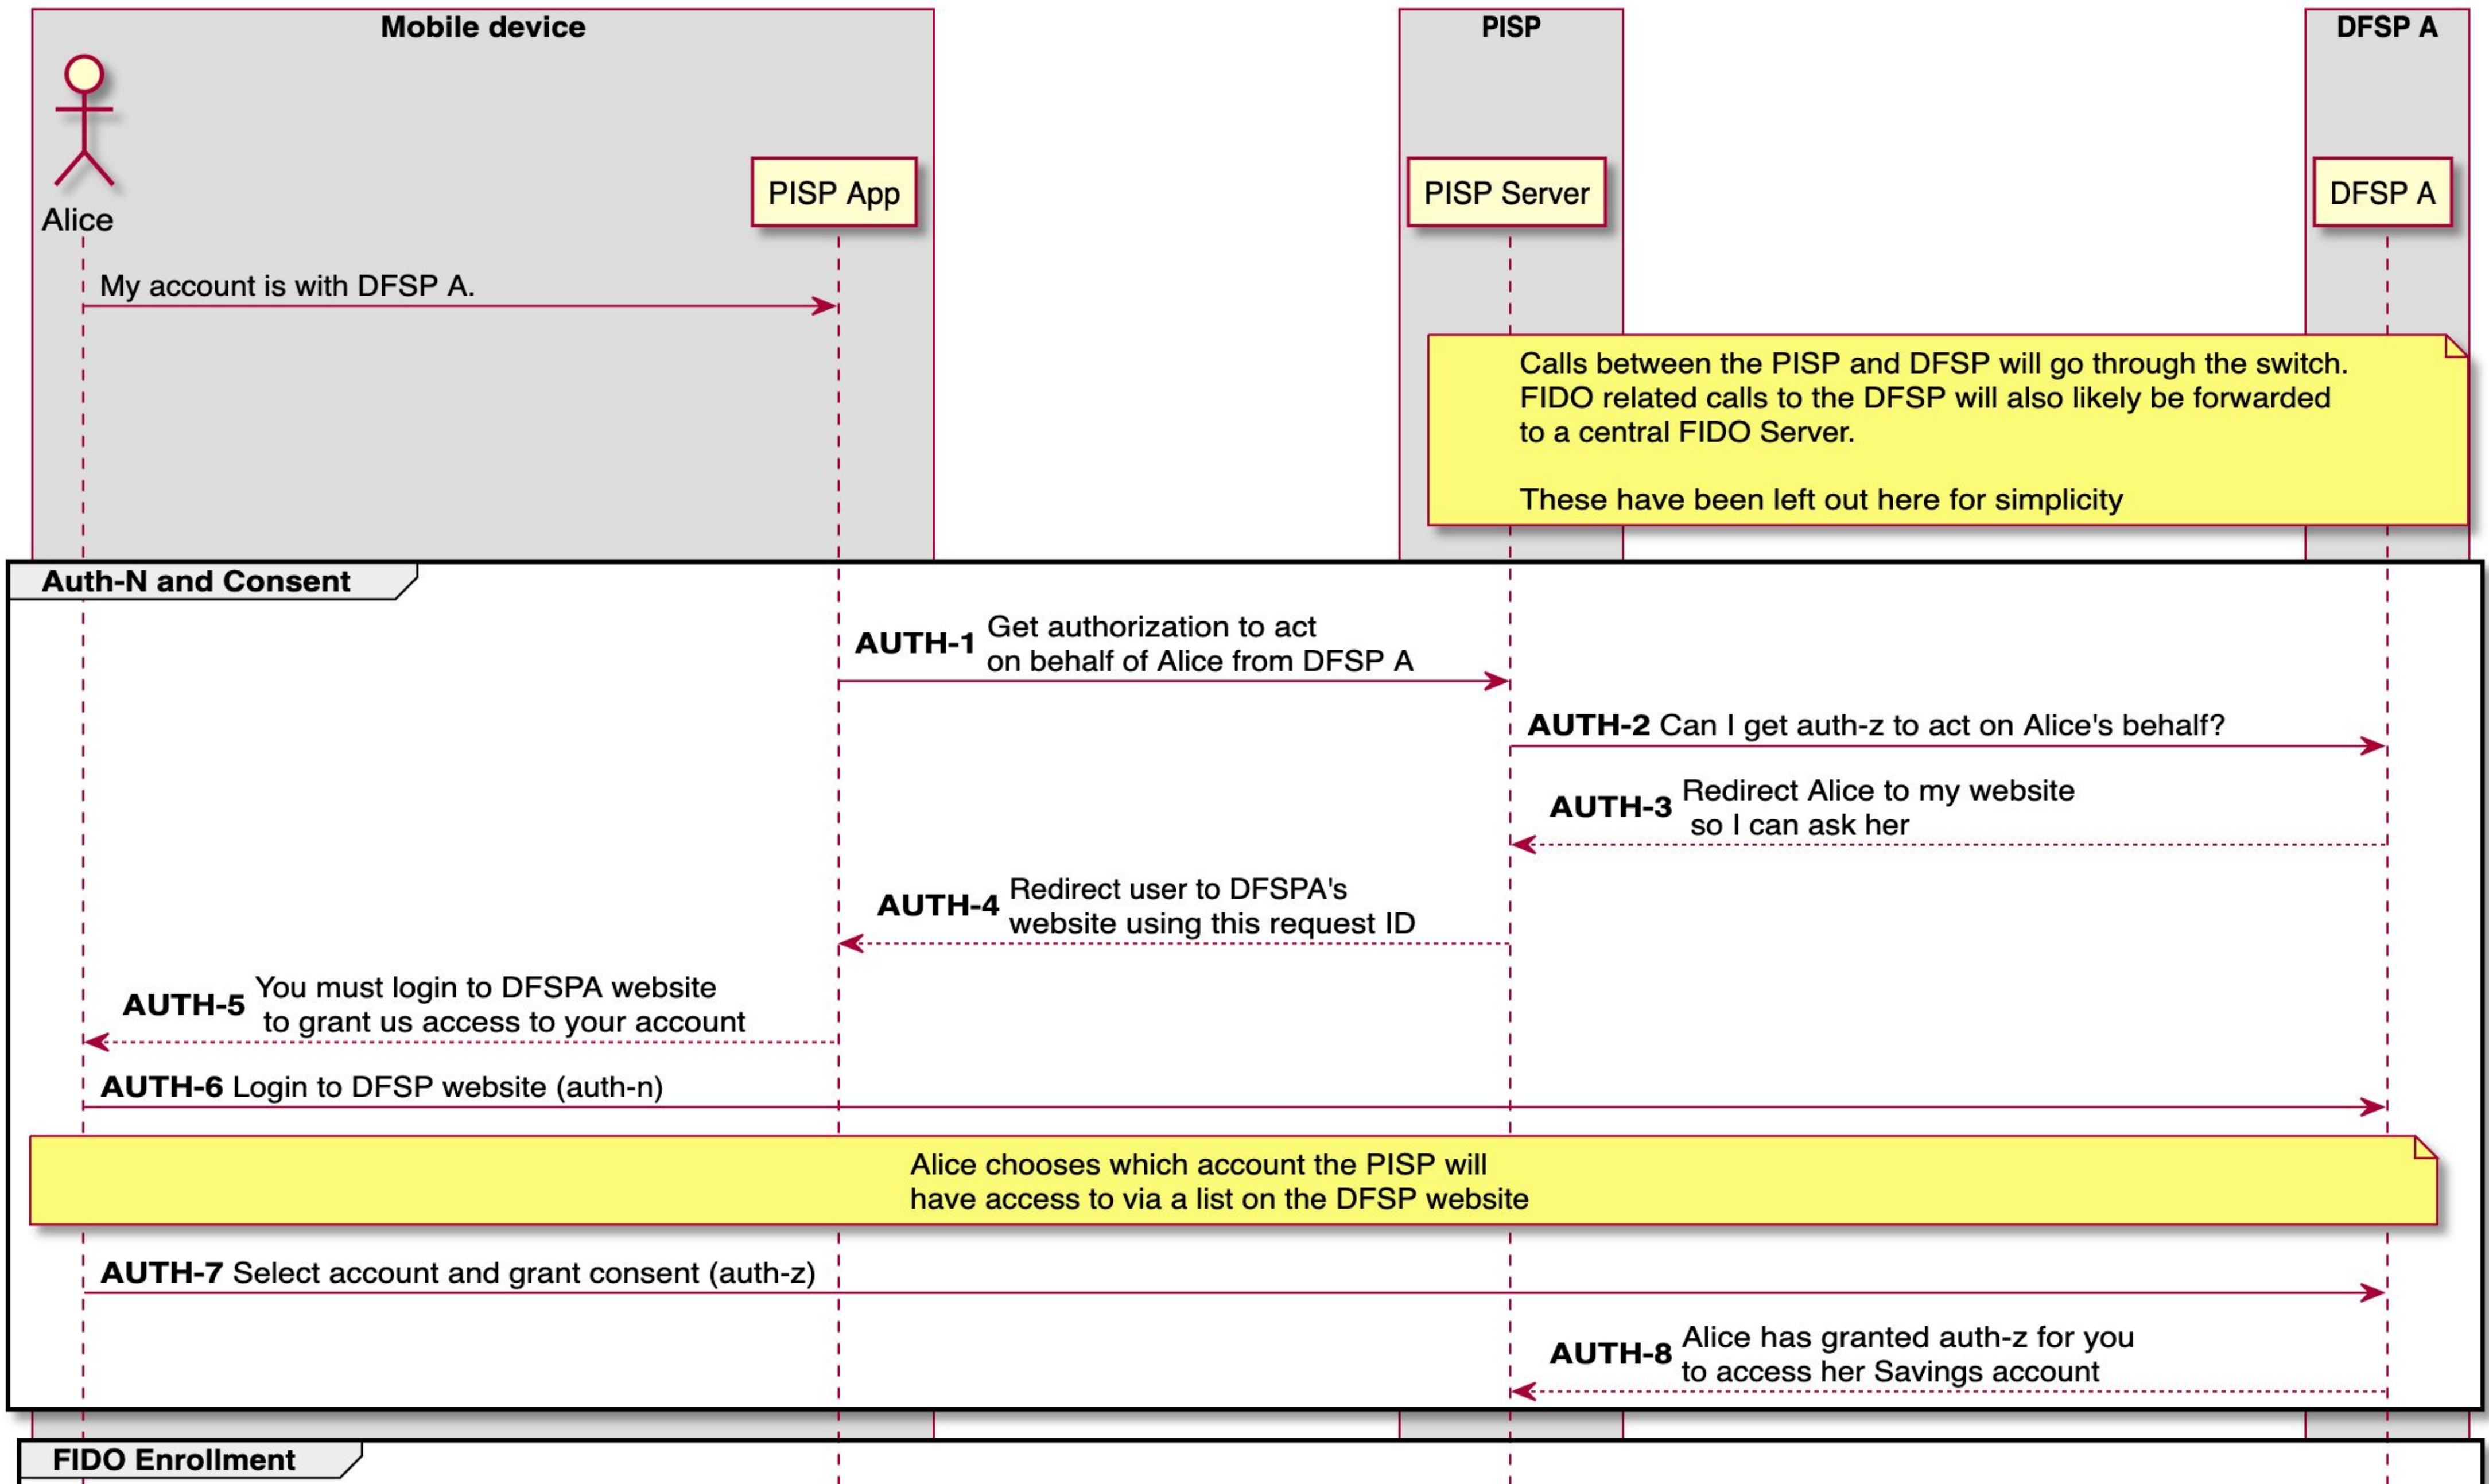 Mobile device
PISP
DFSP A
Alice
PISP App
PISP Server
DFSP A
My account is with DFSP A.
Calls between the PISP and DFSP will go through the switch.
FIDO related calls to the DFSP will also likely be forwarded
to a central FIDO Server.
These have been left out here for simplicity
Auth-N and Consent
AUTH-1 Get authorization to act
on behalf of Alice from DFSP A
AUTH-2 Can I get auth-z to act on Alice's behalf?
AUTH-3 Redirect Alice to my website
so I can ask her
AUTH-4 Redirect user to DFSPA's
website using this request ID
AUTH-5 You must login to DFSPA website
to grant us access to your account
AUTH-6 Login to DFSP website (auth-n)
Alice chooses which account the PISP will
have access to via a list on the DFSP website
AUTH-7 Select account and grant consent (auth-z)
AUTH-8 Alice has granted auth-z for you
to access her Savings account
FIDO Enrollment